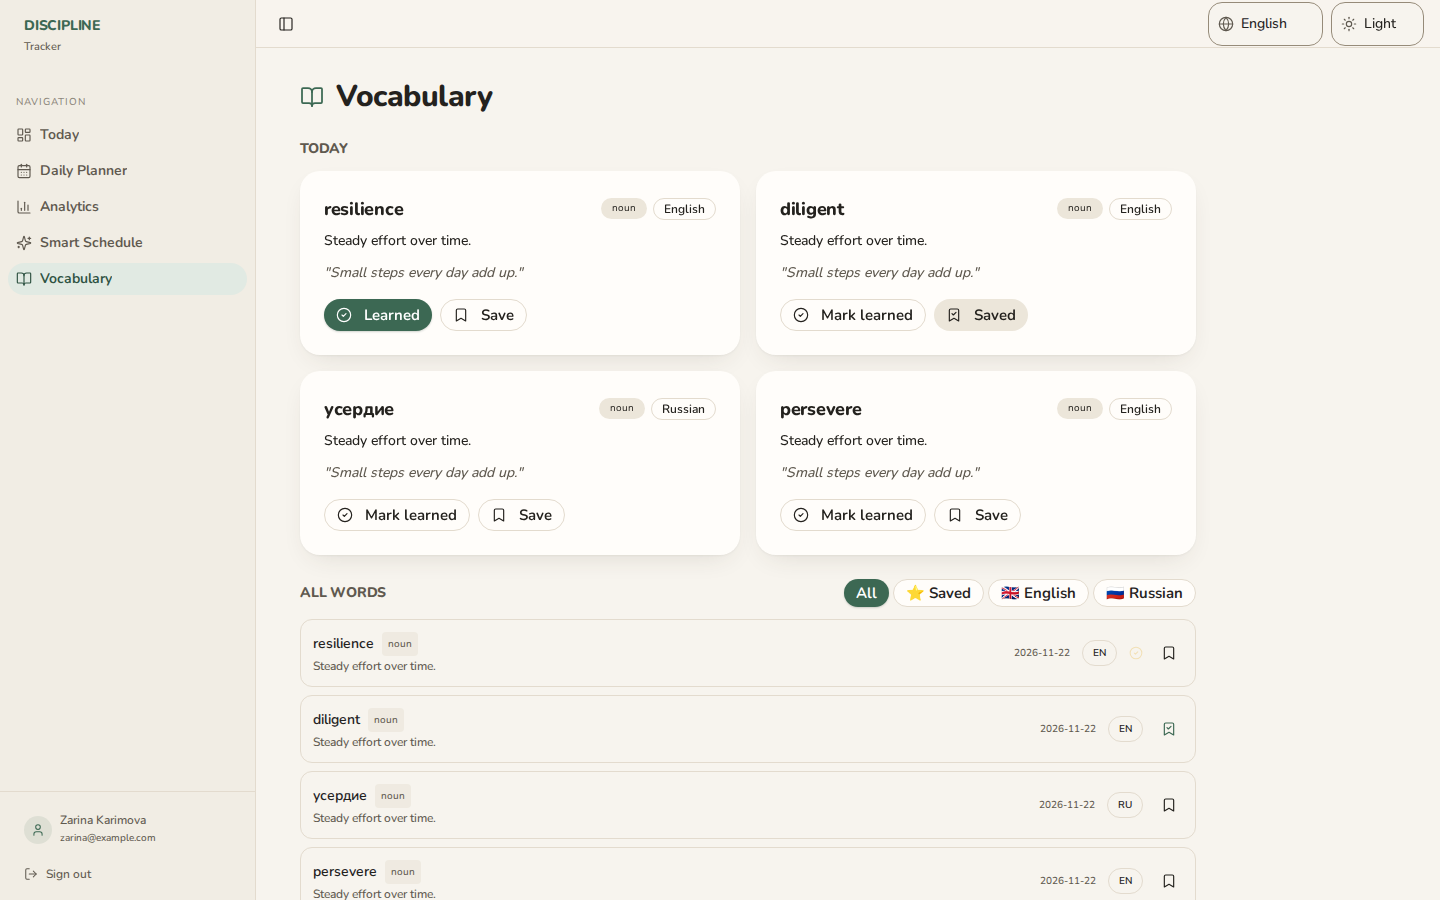 DISCIPLINE
Tracker
NAVIGATION
Today
Daily Planner
Analytics
Smart Schedule
Vocabulary
Zarina Karimova
zarina@example.com
Sign out
English
Light
Vocabulary
TODAY
resilience
noun
English
Steady effort over time.
"Small steps every day add up."
Learned
Save
diligent
noun
English
Steady effort over time.
"Small steps every day add up."
Mark learned
Saved
усердие
noun
Russian
Steady effort over time.
"Small steps every day add up."
Mark learned
Save
persevere
noun
English
Steady effort over time.
"Small steps every day add up."
Mark learned
Save
ALL WORDS
All
Saved
English
Russian
resilience noun
Steady effort over time.
2026-11-22 EN
diligent noun
Steady effort over time.
2026-11-22 EN
усердие noun
Steady effort over time.
2026-11-22 RU
persevere noun
Steady effort over time.
2026-11-22 EN